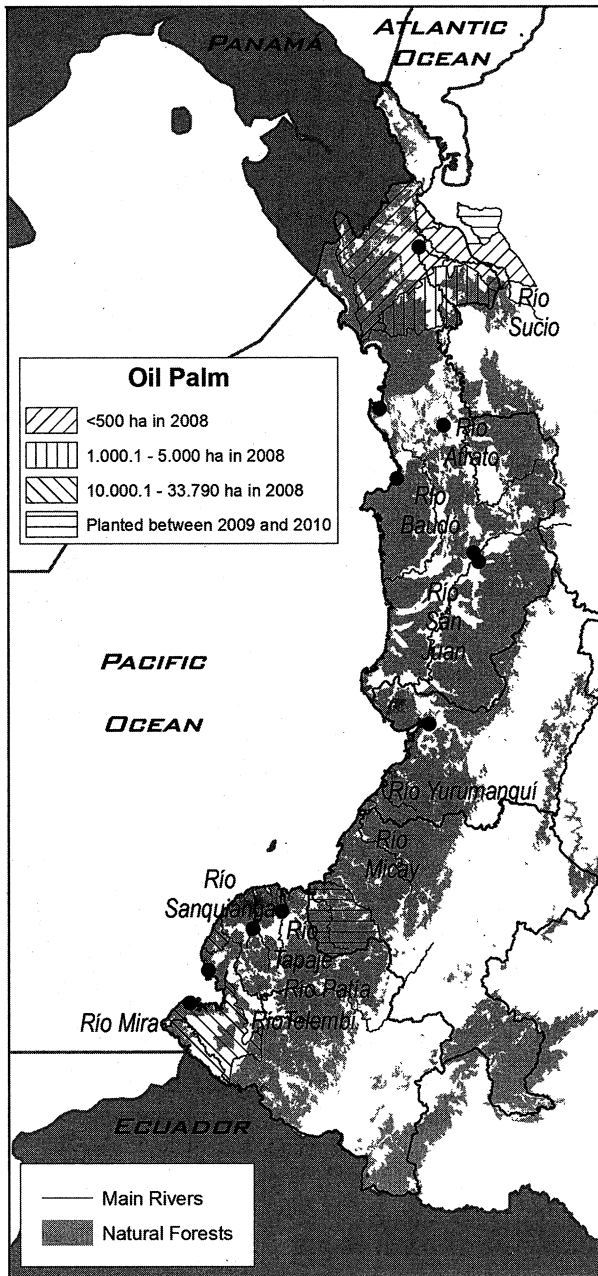 PANAMÁ
ATLANTIC
OCEAN
Río
Sucio
Oil Palm
<500 ha in 2008
1.000.1 - 5.000 ha in 2008
10.000.1 - 33.790 ha in 2008
Planted between 2009 and 2010
Río
Atrato
Río
Baudó
Río
San
Juan
PACIFIC
OCEAN
Río Yurumanguí
Río
Micay
Río
Sanquianga
Río
Tapaje
Río Patía
Río Mira
Río Telembí
ECUADOR
Main Rivers
Natural Forests